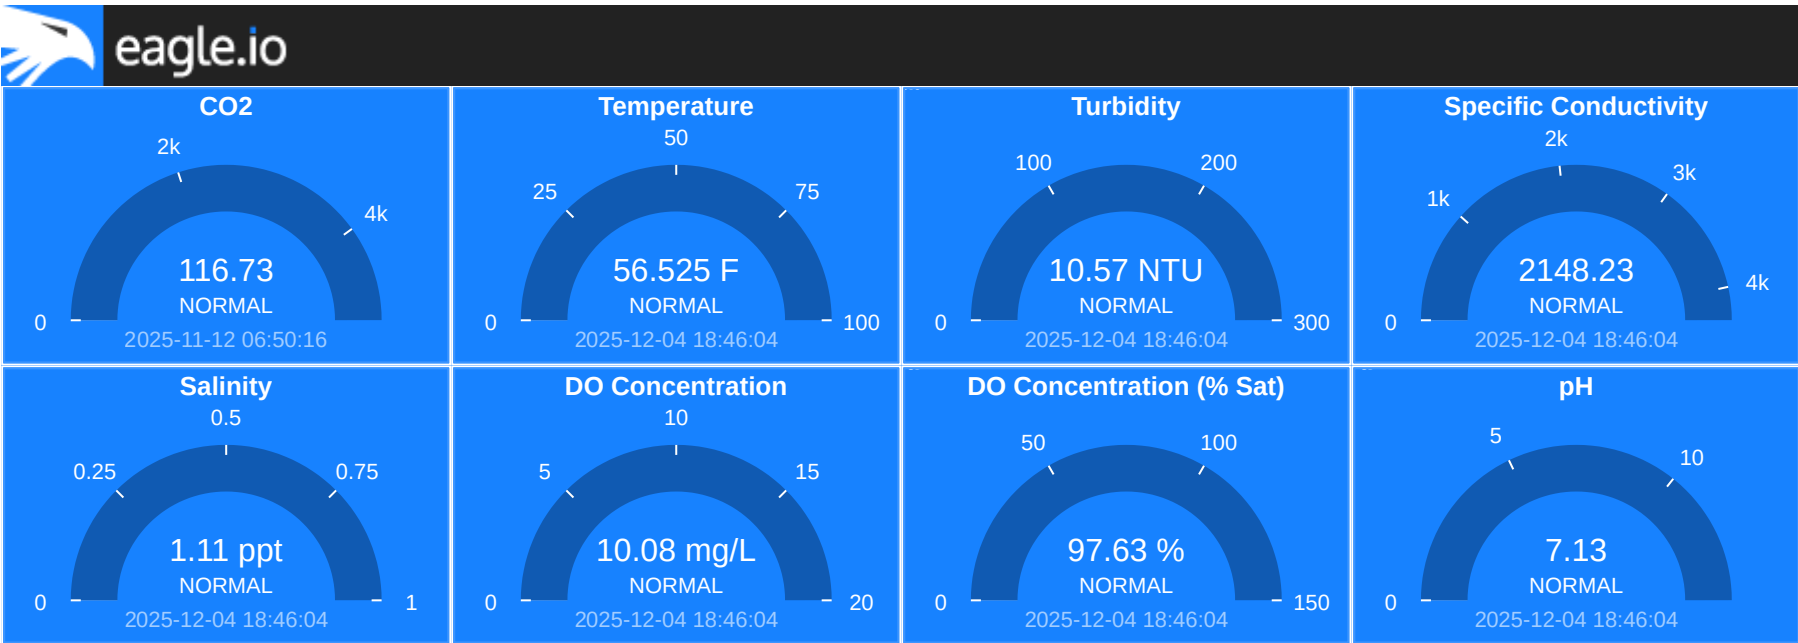 eagle.io
CO2
2k
4k
0
116.73
NORMAL
2025-11-12 06:50:16
Temperature
50
25
75
0
100
56.525 F
NORMAL
2025-12-04 18:46:04
Turbidity
100
200
0
300
10.57 NTU
NORMAL
2025-12-04 18:46:04
Specific Conductivity
2k
3k
1k
4k
0
2148.23
NORMAL
2025-12-04 18:46:04
Salinity
0.5
0.25
0.75
0
1
1.11 ppt
NORMAL
2025-12-04 18:46:04
DO Concentration
10
5
15
0
20
10.08 mg/L
NORMAL
2025-12-04 18:46:04
DO Concentration (% Sat)
50
100
0
150
97.63 %
NORMAL
2025-12-04 18:46:04
pH
5
10
0
7.13
NORMAL
2025-12-04 18:46:04